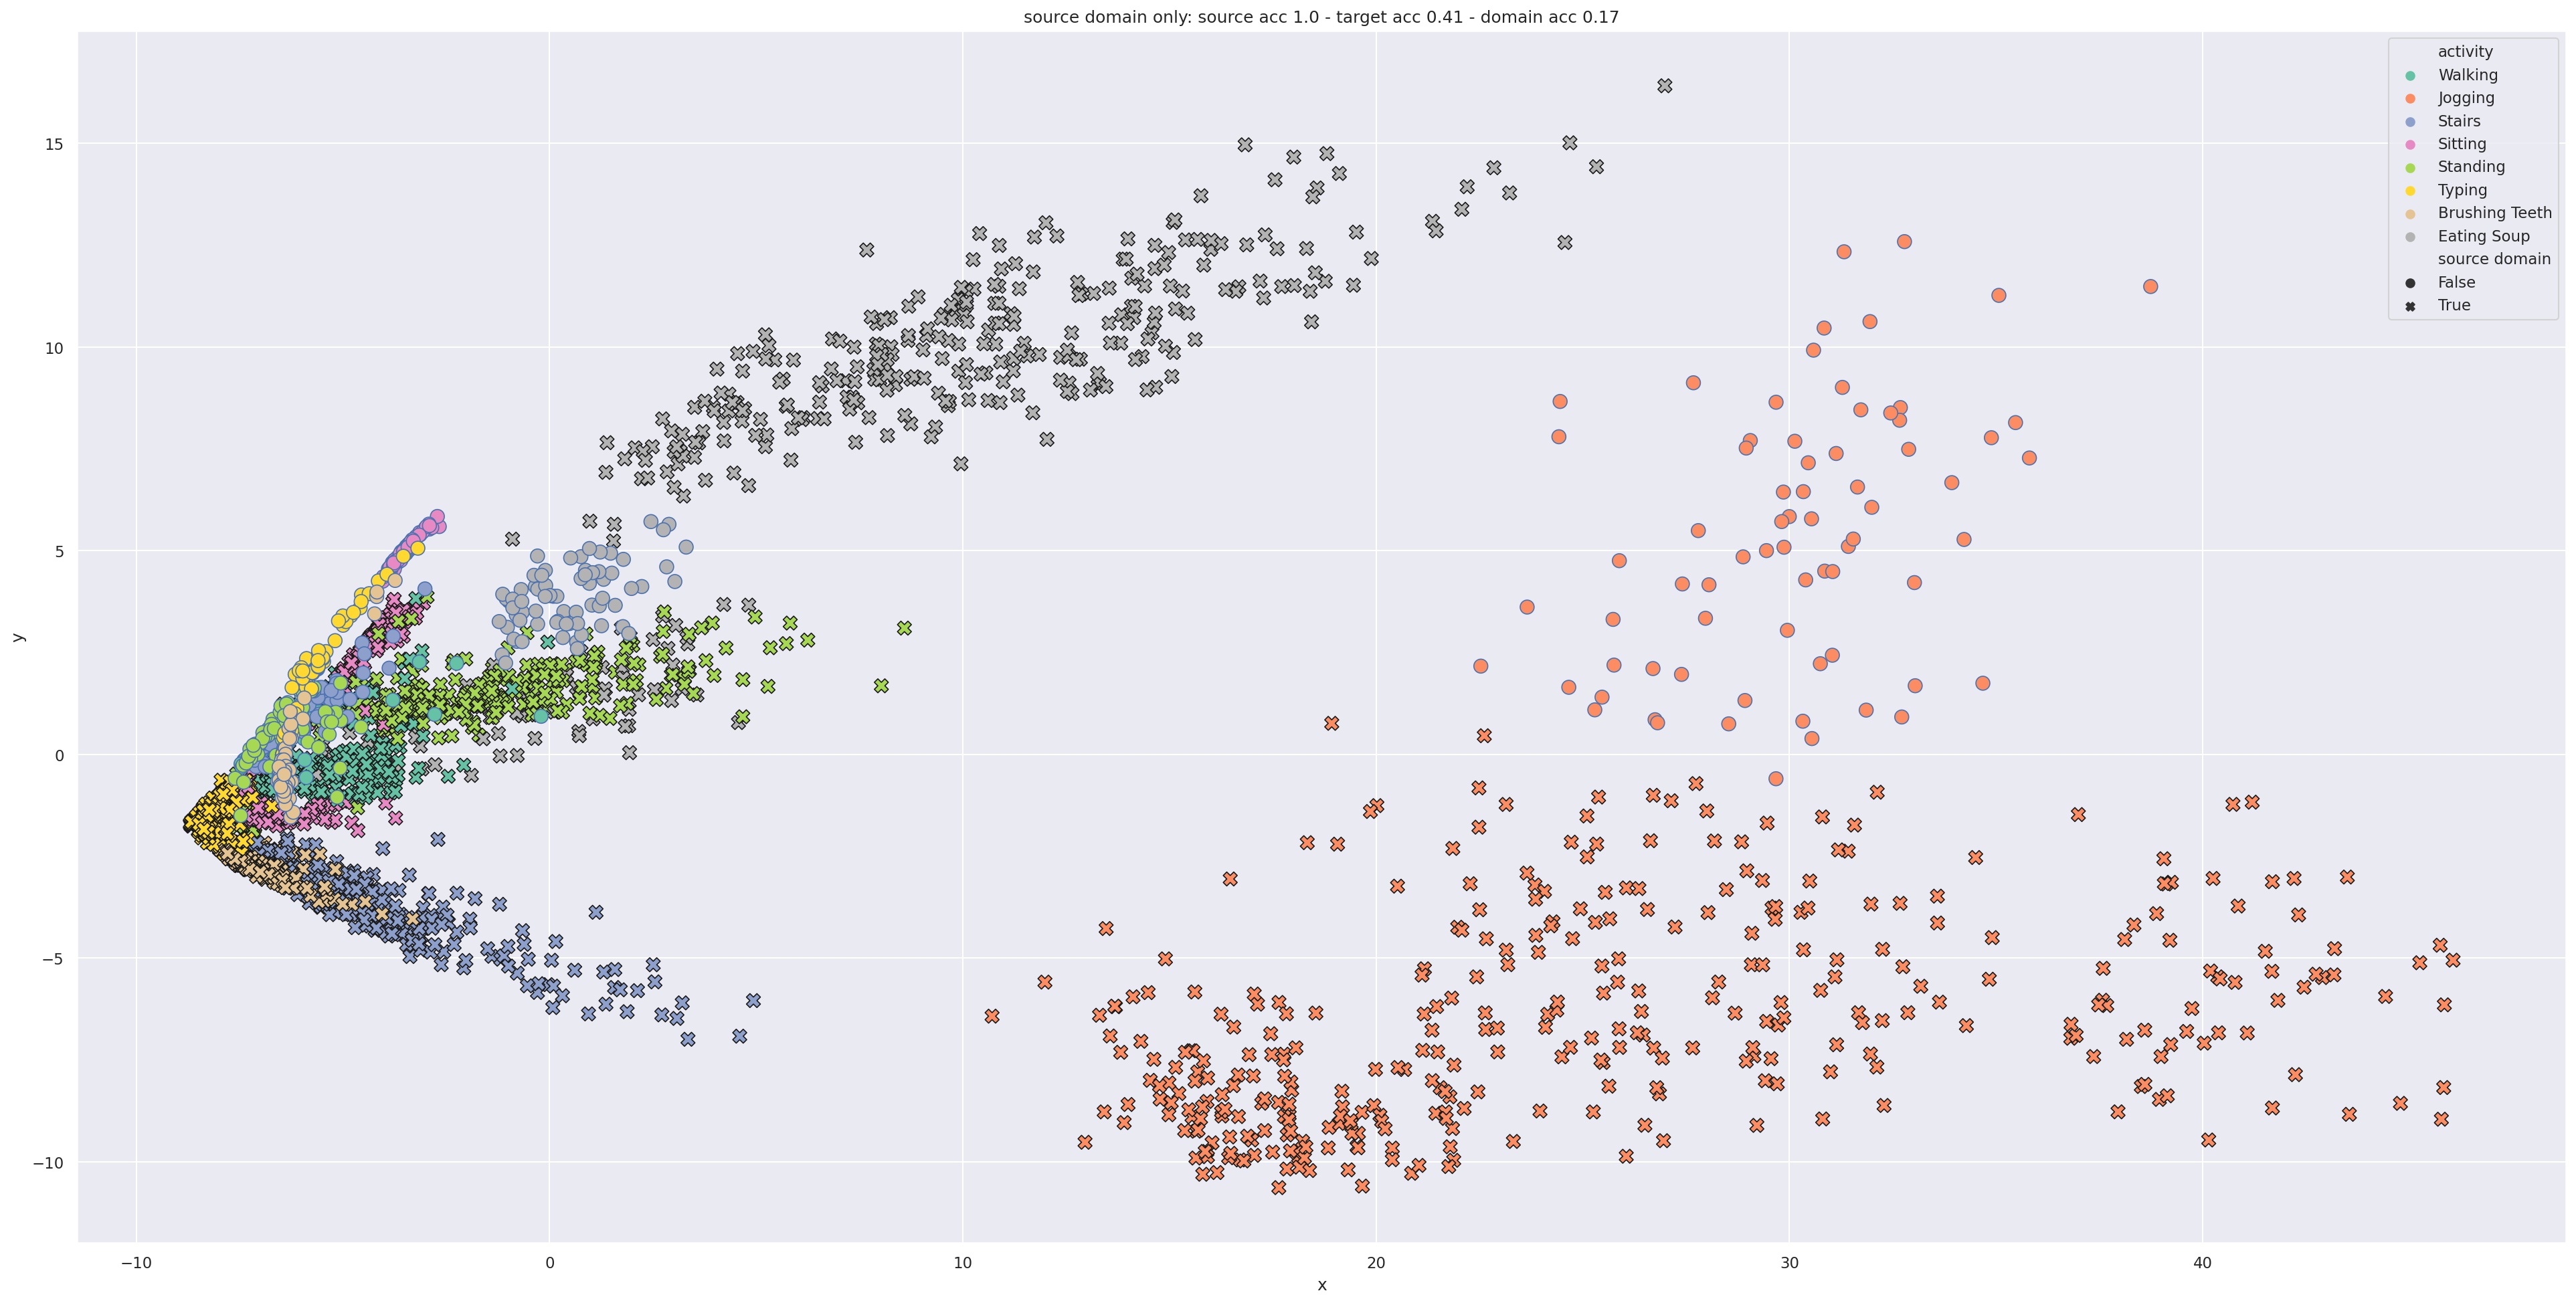 source domain only: source acc 1.0 - target acc 0.41 - domain acc 0.17
activity
Walking
Jogging
Stairs
Sitting
Standing
Typing
Brushing Teeth
Eating Soup
source domain
False
True
15
10
5
0
−5
−10
y
−10
0
10
20
30
40
x